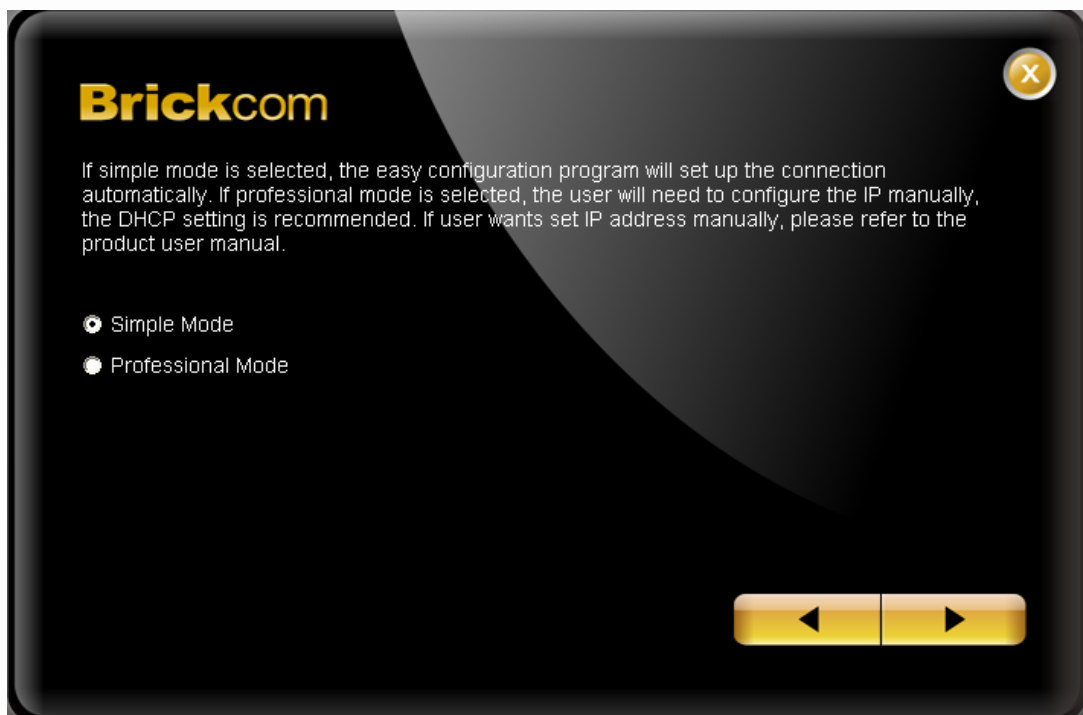 Brickcom
X
If simple mode is selected, the easy configuration program will set up the connection
automatically. If professional mode is selected, the user will need to configure the IP manually,
the DHCP setting is recommended. If user wants set IP address manually, please refer to the
product user manual.
Simple Mode
Professional Mode